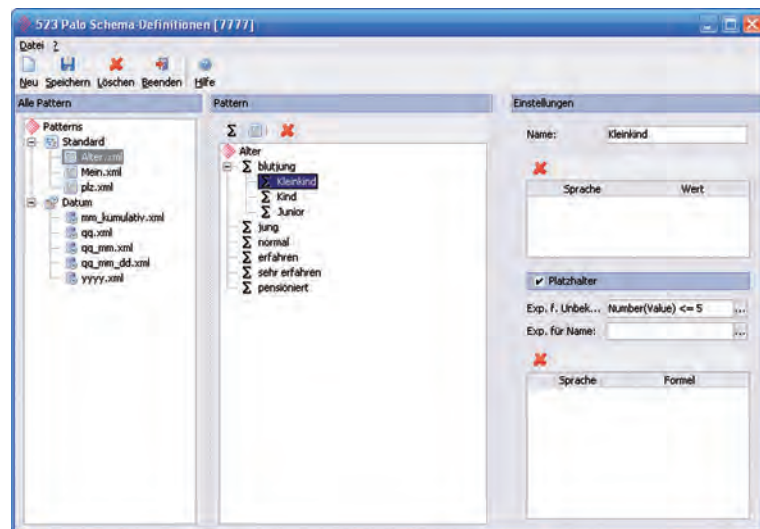 523 Palo Schema-Definitionen [7777]
Datei ?
Neu Speichern Löschen Beenden Hilfe
Alle Pattern
Patterns
Standard
Alter.xml
Mein.xml
plz.xml
Datum
mm_kumulativ.xml
qq.xml
qq_mm.xml
qq_mm_dd.xml
yyyy.xml
Pattern
Σ
Alter
Σ blutjung
Σ Kleinkind
Σ Kind
Σ Junior
Σ jung
Σ normal
Σ erfahren
Σ sehr erfahren
Σ pensioniert
Einstellungen
Name: Kleinkind
Sprache Wert
Platzhalter
Exp. f. Unbek... Number(Value) <= 5 ...
Exp. für Name: ...
Sprache Formel